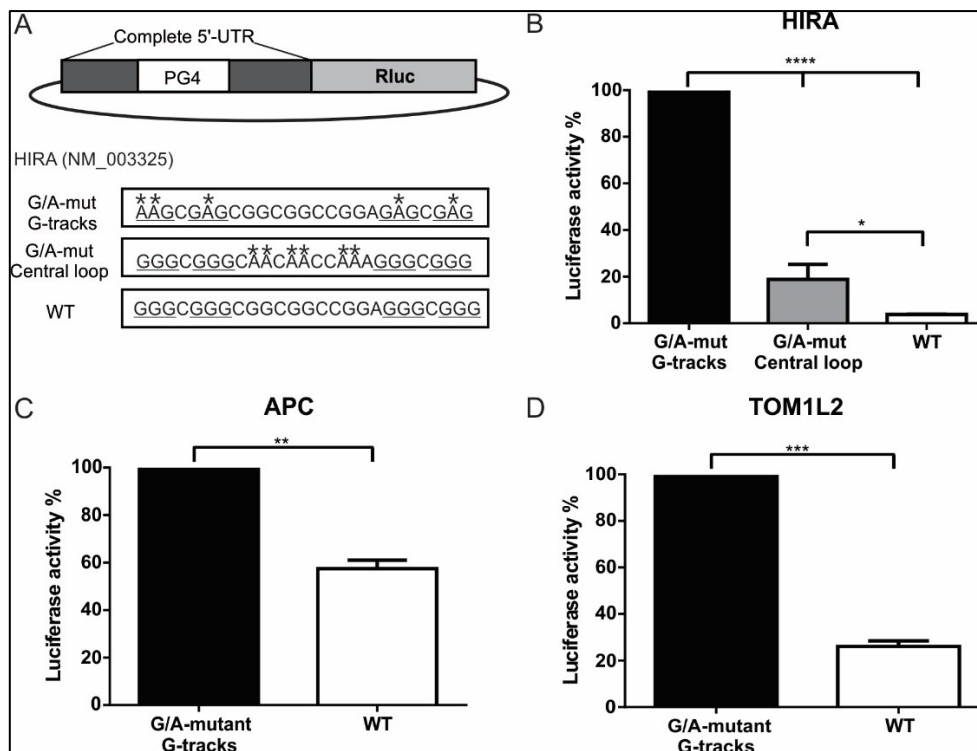 A
Complete 5'-UTR
PG4
Rluc
HIRA (NM_003325)
G/A-mut
G-tracks
** * * *
AAGCGAGCGGCGGCCGGAGAGCGAG
G/A-mut
Central loop
** ** **
GGGCGGGCAACAACCAAAGGGCGGG
WT
GGGCGGGCGGCGGCCGGAGGGCGGG
B
HIRA
****
*
Luciferase activity %
100
80
60
40
20
0
G/A-mut
G-tracks
G/A-mut
Central loop
WT
C
APC
**
Luciferase activity %
100
80
60
40
20
0
G/A-mutant
G-tracks
WT
D
TOM1L2
***
Luciferase activity %
100
80
60
40
20
0
G/A-mutant
G-tracks
WT